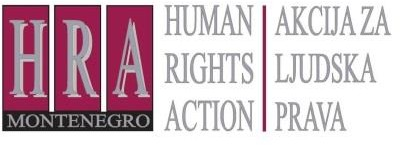 HRA
MONTENEGRO
HUMAN
RIGHTS
ACTION
AKCIJA ZA
LJUDSKA
PRAVA